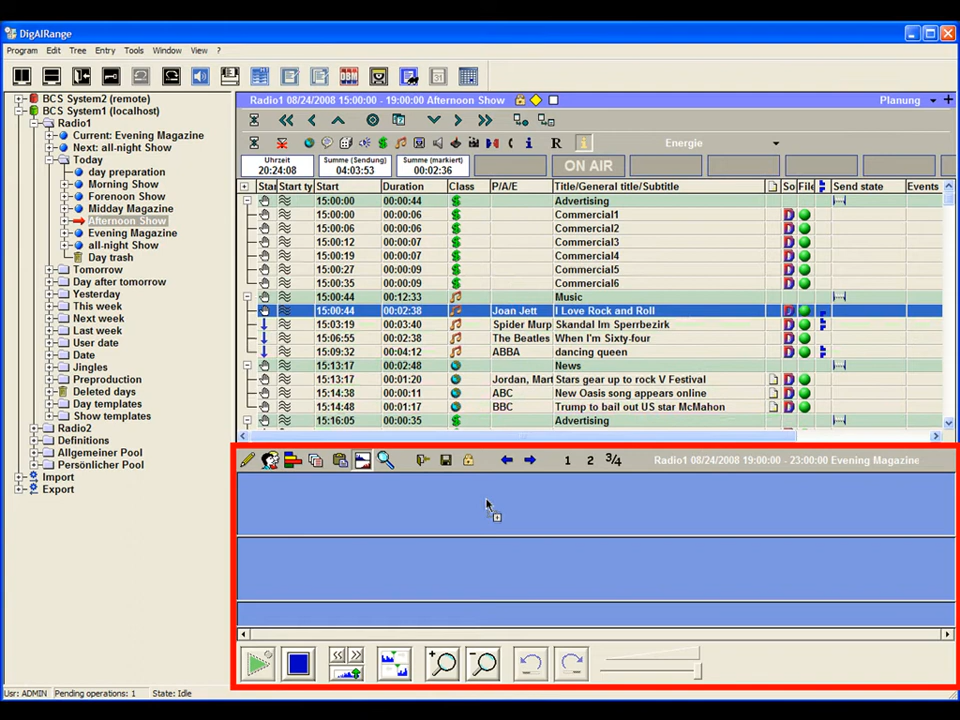 DigAIRange
Program Edit Tree Entry Tools Window View ?
BCS System2 (remote)
BCS System1 (localhost)
Radio1
Current: Evening Magazine
Next: all-night Show
Today
day preparation
Morning Show
Forenoon Show
Midday Magazine
Afternoon Show
Evening Magazine
all-night Show
Day trash
Tomorrow
Day after tomorrow
Yesterday
This week
Next week
Last week
User date
Date
Jingles
Preproduction
Deleted days
Day templates
Show templates
Radio2
Definitions
Allgemeiner Pool
Persönlicher Pool
Import
Export
Radio1 08/24/2008 15:00:00 - 19:00:00 Afternoon Show Planung
R i Energie
Uhrzeit Summe (Sendung) Summe (markiert)
20:24:08 04:03:53 00:02:36 ON AIR
Star Start ty Start Duration Class P/A/E Title/General title/Subtitle So File Send state Events
15:00:00 00:00:44 Advertising
15:00:00 00:00:06 $ Commercial1
15:00:06 00:00:06 $ Commercial2
15:00:12 00:00:07 $ Commercial3
15:00:19 00:00:07 $ Commercial4
15:00:27 00:00:09 $ Commercial5
15:00:35 00:00:09 $ Commercial6
15:00:44 00:12:33 Music
15:00:44 00:02:38 Joan Jett I Love Rock and Roll
15:03:19 00:03:40 Spider Murp Skandal Im Sperrbezirk
15:06:55 00:02:38 The Beatles When I'm Sixty-four
15:09:32 00:04:12 ABBA dancing queen
15:13:17 00:02:48 News
15:13:17 00:01:20 Jordan, Mart Stars gear up to rock V Festival
15:14:38 00:00:11 ABC New Oasis song appears online
15:14:48 00:01:17 BBC Trump to bail out US star McMahon
15:16:05 00:00:35 Advertising
1 2 3/4 Radio1 08/24/2008 19:00:00 - 23:00:00 Evening Magazine
Usr: ADMIN Pending operations: 1 State: Idle